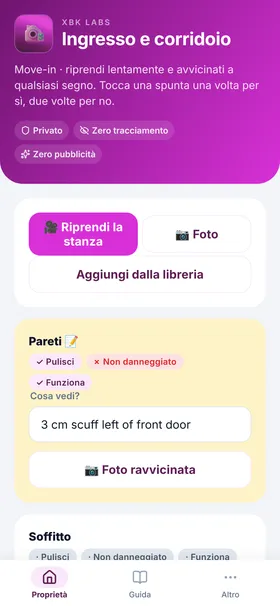 XBK LABS
Ingresso e corridoio
Move-in · riprendi lentamente e avvicinati a
qualsiasi segno. Tocca una spunta una volta per
sì, due volte per no.
Privato
Zero tracciamento
Zero pubblicità
Riprendi la
stanza
Foto
Aggiungi dalla libreria
Pareti
✓ Pulisci
× Non danneggiato
✓ Funziona
Cosa vedi?
3 cm scuff left of front door
Foto ravvicinata
Soffitto
· Pulisci
· Non danneggiato
· Funziona
Proprietà
Guida
Altro